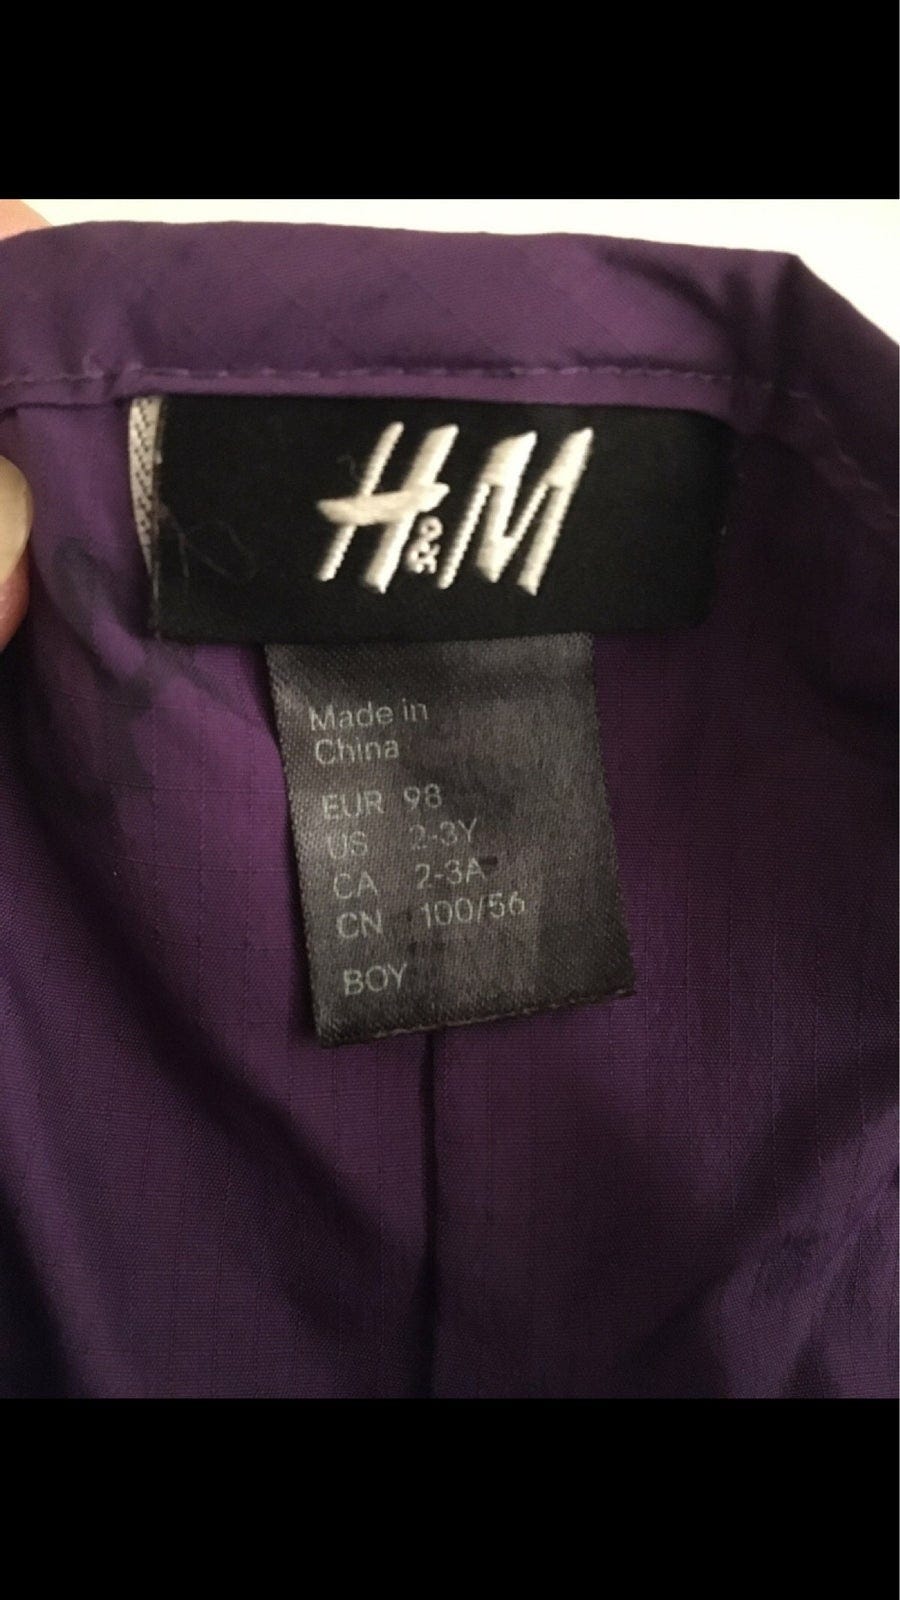 H&M
Made in
China
EUR 98
US 2-3Y
CA 2-3A
CN 100/56
BOY